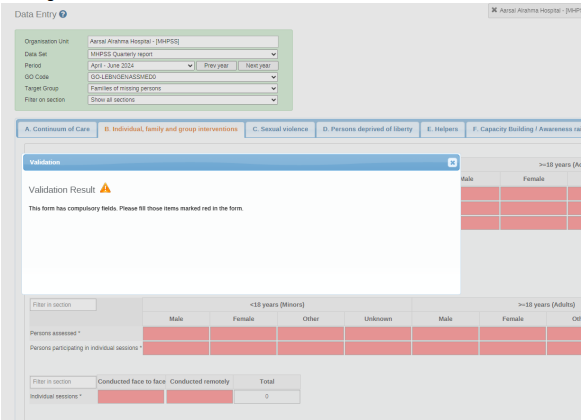 Data Entry
✖ Aarsal Alrahma Hospital - [MHPS
Organisation Unit Aarsal Alrahma Hospital - [MHPSS]
Data Set MHPSS Quarterly report
Period April - June 2024 Prev year Next year
GO Code GO-LEBNGENASSMED0
Target Group Families of missing persons
Filter on section Show all sections
A. Continuum of Care B. Individual, family and group interventions C. Sexual violence D. Persons deprived of liberty E. Helpers F. Capacity Building / Awareness ra
Validation
>=18 years (Ad
Male Female
Validation Result
This form has compulsory fields. Please fill those items marked red in the form.
Filter in section <18 years (Minors) >=18 years (Adults)
Male Female Other Unknown Male Female Oth
Persons assessed *
Persons participating in individual sessions *
Filter in section Conducted face to face Conducted remotely Total
Individual sessions * 0